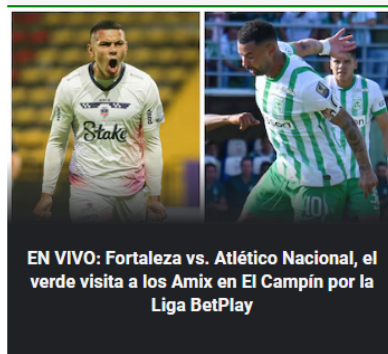 Stake
10
EN VIVO: Fortaleza vs. Atlético Nacional, el
verde visita a los Amix en El Campín por la
Liga BetPlay